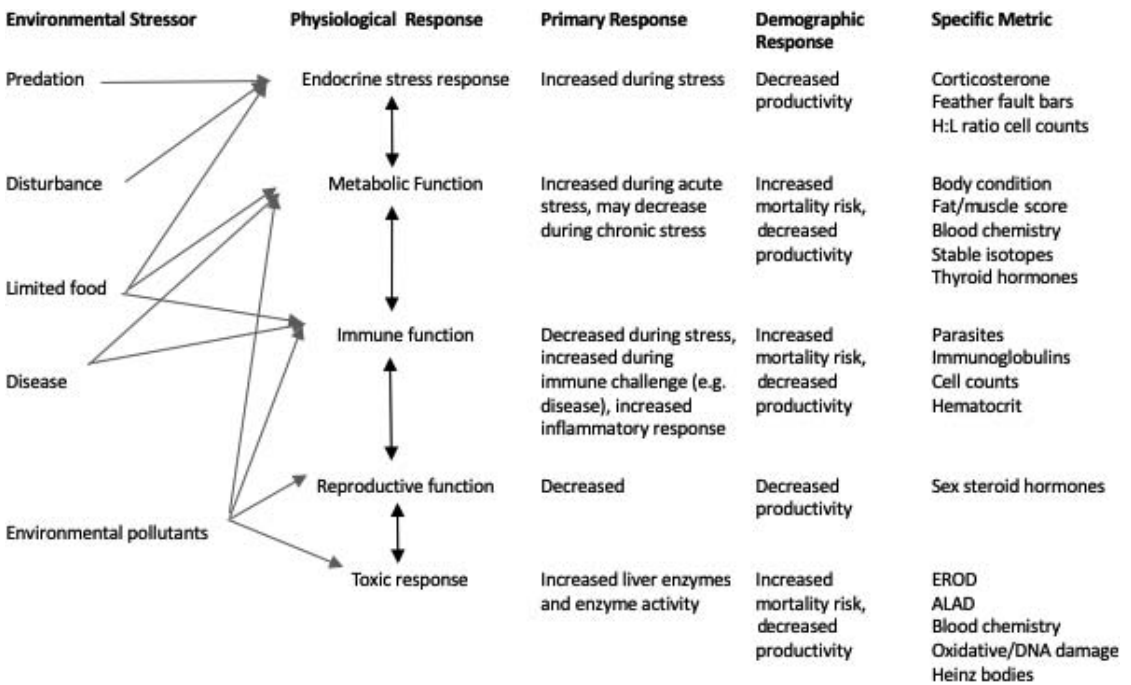 Environmental Stressor
Physiological Response
Primary Response
Demographic
Response
Specific Metric
Predation
Endocrine stress response
Increased during stress
Decreased
productivity
Corticosterone
Feather fault bars
H:L ratio cell counts
Disturbance
Metabolic Function
Increased during acute
stress, may decrease
during chronic stress
Increased
mortality risk,
decreased
productivity
Body condition
Fat/muscle score
Blood chemistry
Stable isotopes
Thyroid hormones
Limited food
Immune function
Decreased during stress,
increased during
immune challenge (e.g.
disease), increased
inflammatory response
Increased
mortality risk,
decreased
productivity
Parasites
Immunoglobulins
Cell counts
Hematocrit
Disease
Reproductive function
Decreased
Decreased
productivity
Sex steroid hormones
Environmental pollutants
Toxic response
Increased liver enzymes
and enzyme activity
Increased
mortality risk,
decreased
productivity
EROD
ALAD
Blood chemistry
Oxidative/DNA damage
Heinz bodies